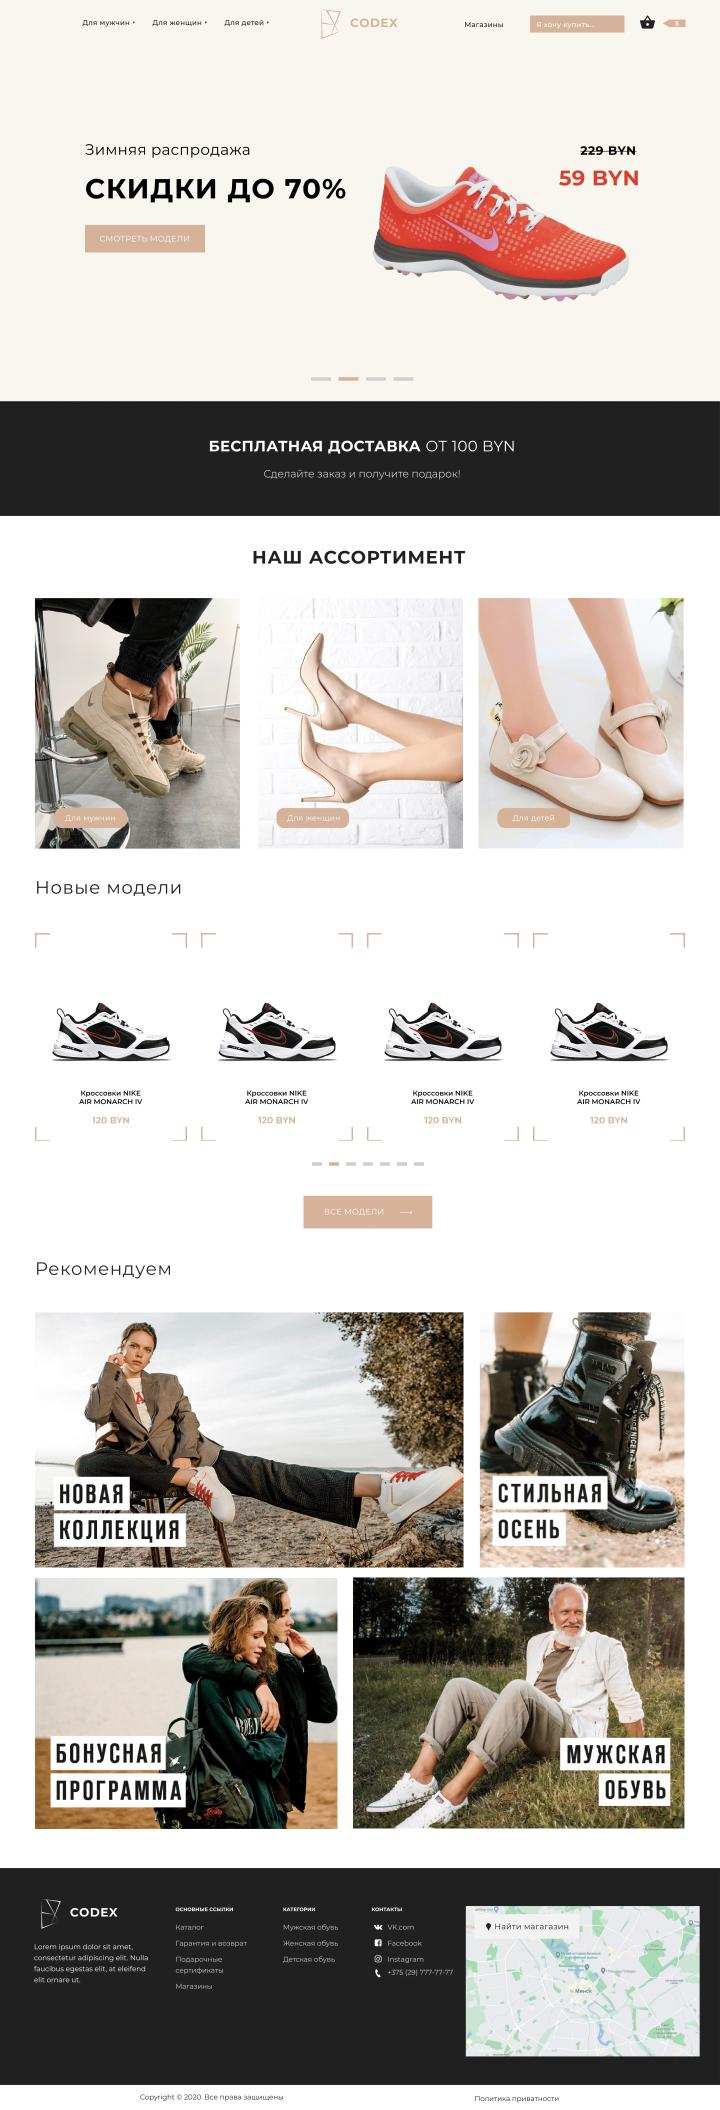 Для мужчин
Для женщин
Для детей
CODEX
Магазины
Я хочу купить...
229 BYN
59 BYN
Зимняя распродажа
СКИДКИ ДО 70%
СМОТРЕТЬ МОДЕЛИ
БЕСПЛАТНАЯ ДОСТАВКА ОТ 100 BYN
Сделайте заказ и получите подарок!
НАШ АССОРТИМЕНТ
Для мужчин
Для женщин
Для детей
Новые модели
Кроссовки NIKE
AIR MONARCH IV
120 BYN
Кроссовки NIKE
AIR MONARCH IV
120 BYN
Кроссовки NIKE
AIR MONARCH IV
120 BYN
Кроссовки NIKE
AIR MONARCH IV
120 BYN
ВСЕ МОДЕЛИ
Рекомендуем
НОВАЯ
КОЛЛЕКЦИЯ
СТИЛЬНАЯ
ОСЕНЬ
БОНУСНАЯ
ПРОГРАММА
МУЖСКАЯ
ОБУВЬ
CODEX
Lorem ipsum dolor sit amet,
consectetur adipiscing elit. Nulla
faucibus egestas elit, at eleifend
elit ornare ut.
ОСНОВНЫЕ ССЫЛКИ
Каталог
Гарантия и возврат
Подарочные
сертификаты
Магазины
КАТЕГОРИИ
Мужская обувь
Женская обувь
Детская обувь
КОНТАКТЫ
VK.com
Facebook
Instagram
+375 (29) 777-77-77
Найти магагазин
Минск
Copyright © 2020. Все права защищены
Политика приватности